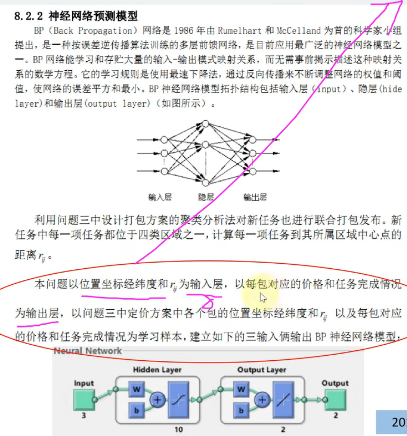 8.2.2 神经网络预测模型
BP（Back Propagation）网络是 1986 年由 Rumelhart 和 McCelland 为首的科学家小组
提出，是一种按误差逆传播算法训练的多层前馈网络，是目前应用最广泛的神经网络模型之
一。BP 网络能学习和存贮大量的输入-输出模式映射关系，而无需事前揭示描述这种映射关
系的数学方程。它的学习规则是使用最速下降法，通过反向传播来不断调整网络的权值和阈
值，使网络的误差平方和最小。BP 神经网络模型拓扑结构包括输入层（input）、隐层(hide
layer)和输出层(output layer)（如图所示）。
输入层 隐层 输出层
利用问题三中设计打包方案的聚类分析法对新任务也进行联合打包发布。新
任务中每一项任务都位于四类区域之一，计算每一项任务到其所属区域中心点的
距离 rij。
本问题以位置坐标经纬度和 rij 为输入层，以每包对应的价格和任务完成情况
为输出层，以问题三中定价方案中各个包的位置坐标经纬度和 rij 以及每包对应
的价格和任务完成情况为学习样本，建立如下的三输入俩输出 BP 神经网络模型：
Neural Network
Hidden Layer Output Layer
Input Output
W W
b b
3 10 2 2
20